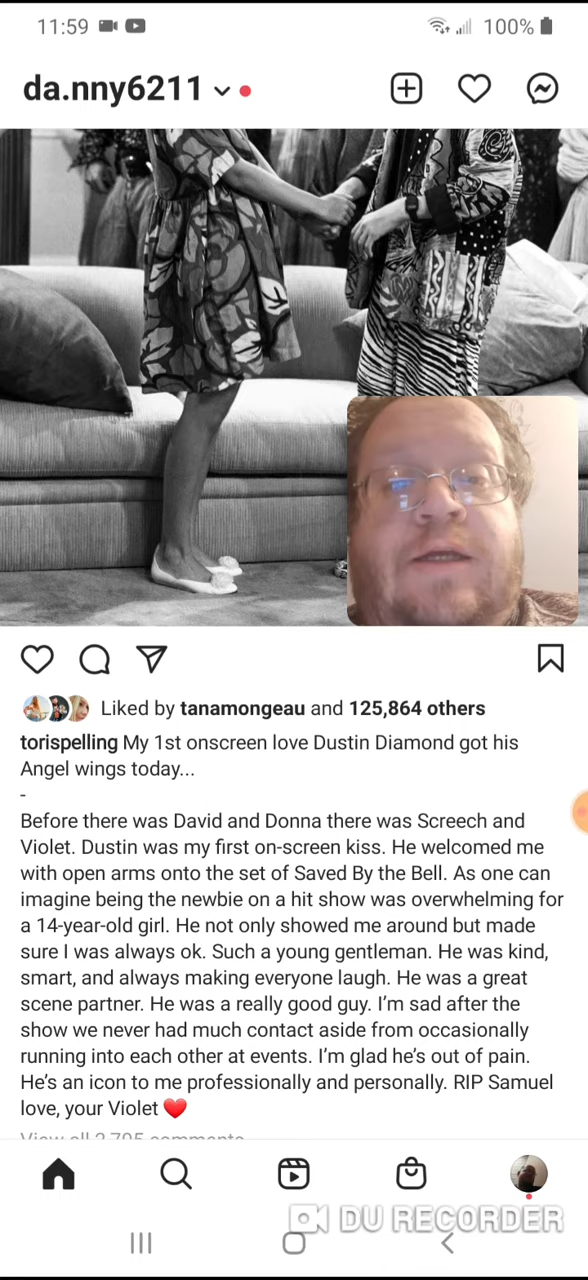 11:59
100%
da.nny6211
Liked by tanamongeau and 125,864 others
torispelling My 1st onscreen love Dustin Diamond got his
Angel wings today...
-
Before there was David and Donna there was Screech and
Violet. Dustin was my first on-screen kiss. He welcomed me
with open arms onto the set of Saved By the Bell. As one can
imagine being the newbie on a hit show was overwhelming for
a 14-year-old girl. He not only showed me around but made
sure I was always ok. Such a young gentleman. He was kind,
smart, and always making everyone laugh. He was a great
scene partner. He was a really good guy. I'm sad after the
show we never had much contact aside from occasionally
running into each other at events. I'm glad he's out of pain.
He's an icon to me professionally and personally. RIP Samuel
love, your Violet ❤️
View all 2,795 comments
DU RECORDER